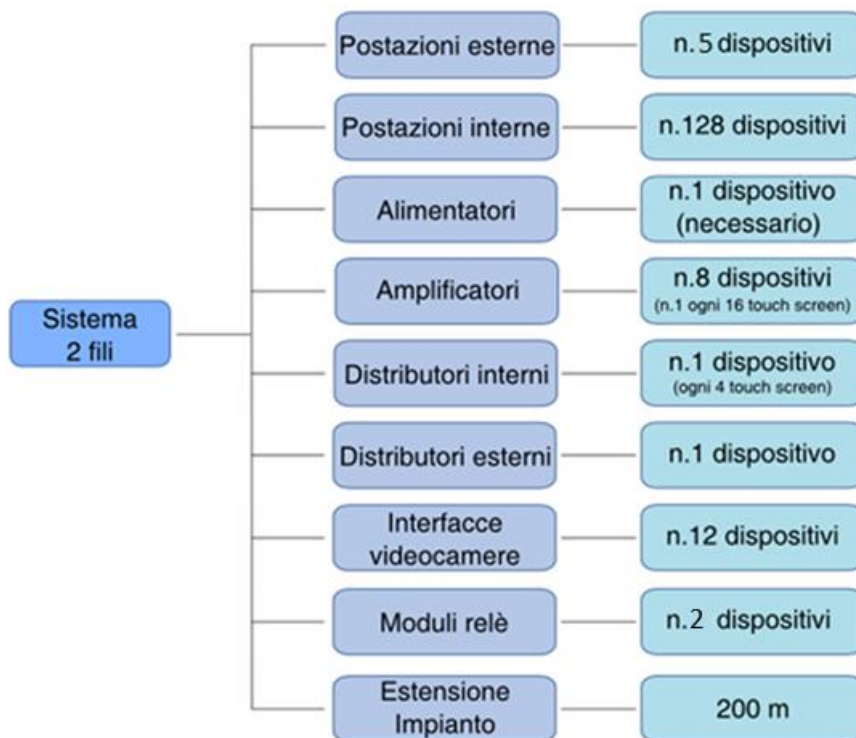 Sistema
2 fili
Postazioni esterne
n.5 dispositivi
Postazioni interne
n.128 dispositivi
Alimentatori
n.1 dispositivo
(necessario)
Amplificatori
n.8 dispositivi
(n.1 ogni 16 touch screen)
Distributori interni
n.1 dispositivo
(ogni 4 touch screen)
Distributori esterni
n.1 dispositivo
Interfacce
videocamere
n.12 dispositivi
Moduli relè
n.2 dispositivi
Estensione
Impianto
200 m